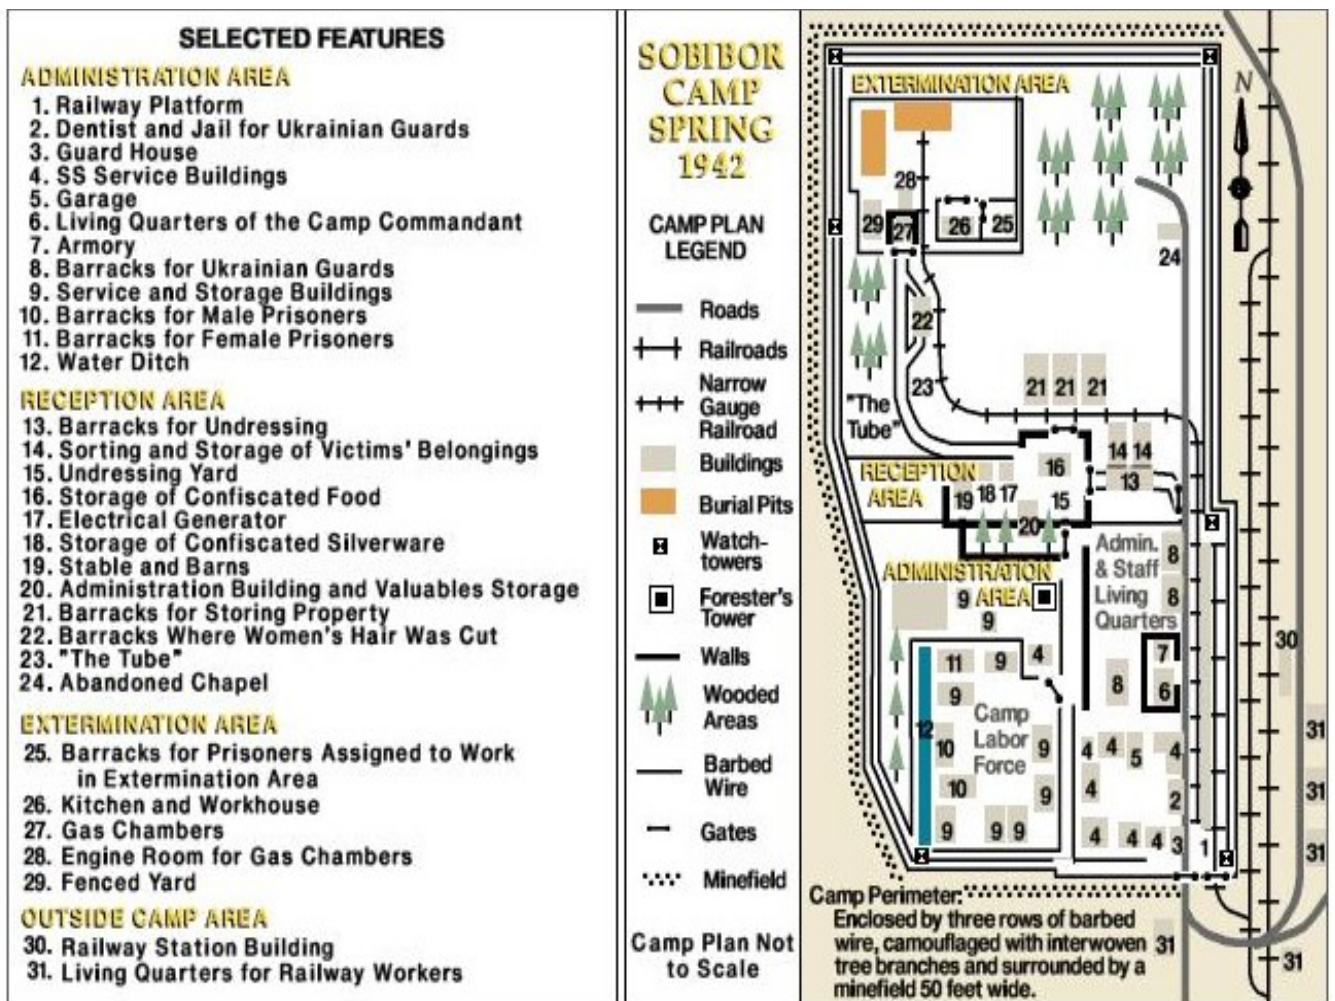 SELECTED FEATURES
ADMINISTRATION AREA
1. Railway Platform
2. Dentist and Jail for Ukrainian Guards
3. Guard House
4. SS Service Buildings
5. Garage
6. Living Quarters of the Camp Commandant
7. Armory
8. Barracks for Ukrainian Guards
9. Service and Storage Buildings
10. Barracks for Male Prisoners
11. Barracks for Female Prisoners
12. Water Ditch
RECEPTION AREA
13. Barracks for Undressing
14. Sorting and Storage of Victims' Belongings
15. Undressing Yard
16. Storage of Confiscated Food
17. Electrical Generator
18. Storage of Confiscated Silverware
19. Stable and Barns
20. Administration Building and Valuables Storage
21. Barracks for Storing Property
22. Barracks Where Women's Hair Was Cut
23. "The Tube"
24. Abandoned Chapel
EXTERMINATION AREA
25. Barracks for Prisoners Assigned to Work
in Extermination Area
26. Kitchen and Workhouse
27. Gas Chambers
28. Engine Room for Gas Chambers
29. Fenced Yard
OUTSIDE CAMP AREA
30. Railway Station Building
31. Living Quarters for Railway Workers
SOBIBOR
CAMP
SPRING
1942
CAMP PLAN
LEGEND
Roads
Railroads
Narrow
Gauge
Railroad
Buildings
Burial Pits
Watch-
towers
Forester's
Tower
Walls
Wooded
Areas
Barbed
Wire
Gates
Minefield
Camp Plan Not
to Scale
EXTERMINATION AREA
N
28
29 27 26 25
24
22
23
21 21 21
"The
Tube"
14 14
16
13
RECEPTION
AREA
19 18 17 15
20
Admin.
& Staff
Living
Quarters
8
8
ADMINISTRATION
AREA
9
9
30
7
11 9 4
8 6
9
Camp
Labor
Force
12
31
10 9 4 4 5 4
10 9 4 2
31
9 9 9 4 4 4 3 1
31
Camp Perimeter:
Enclosed by three rows of barbed
wire, camouflaged with interwoven
tree branches and surrounded by a
minefield 50 feet wide.
31
31